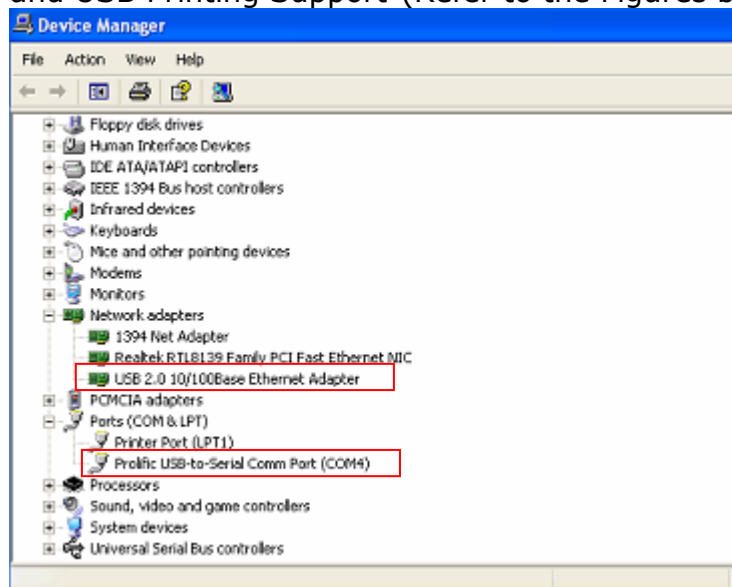 and USB Printing Support (Refer to the Figures b
Device Manager
File Action View Help
Floppy disk drives
Human Interface Devices
IDE ATA/ATAPI controllers
IEEE 1394 Bus host controllers
Infrared devices
Keyboards
Mice and other pointing devices
Modems
Monitors
Network adapters
1394 Net Adapter
Realtek RTL8139 Family PCI Fast Ethernet NIC
USB 2.0 10/100Base Ethernet Adapter
PCMCIA adapters
Ports (COM & LPT)
Printer Port (LPT1)
Prolific USB-to-Serial Comm Port (COM4)
Processors
Sound, video and game controllers
System devices
Universal Serial Bus controllers